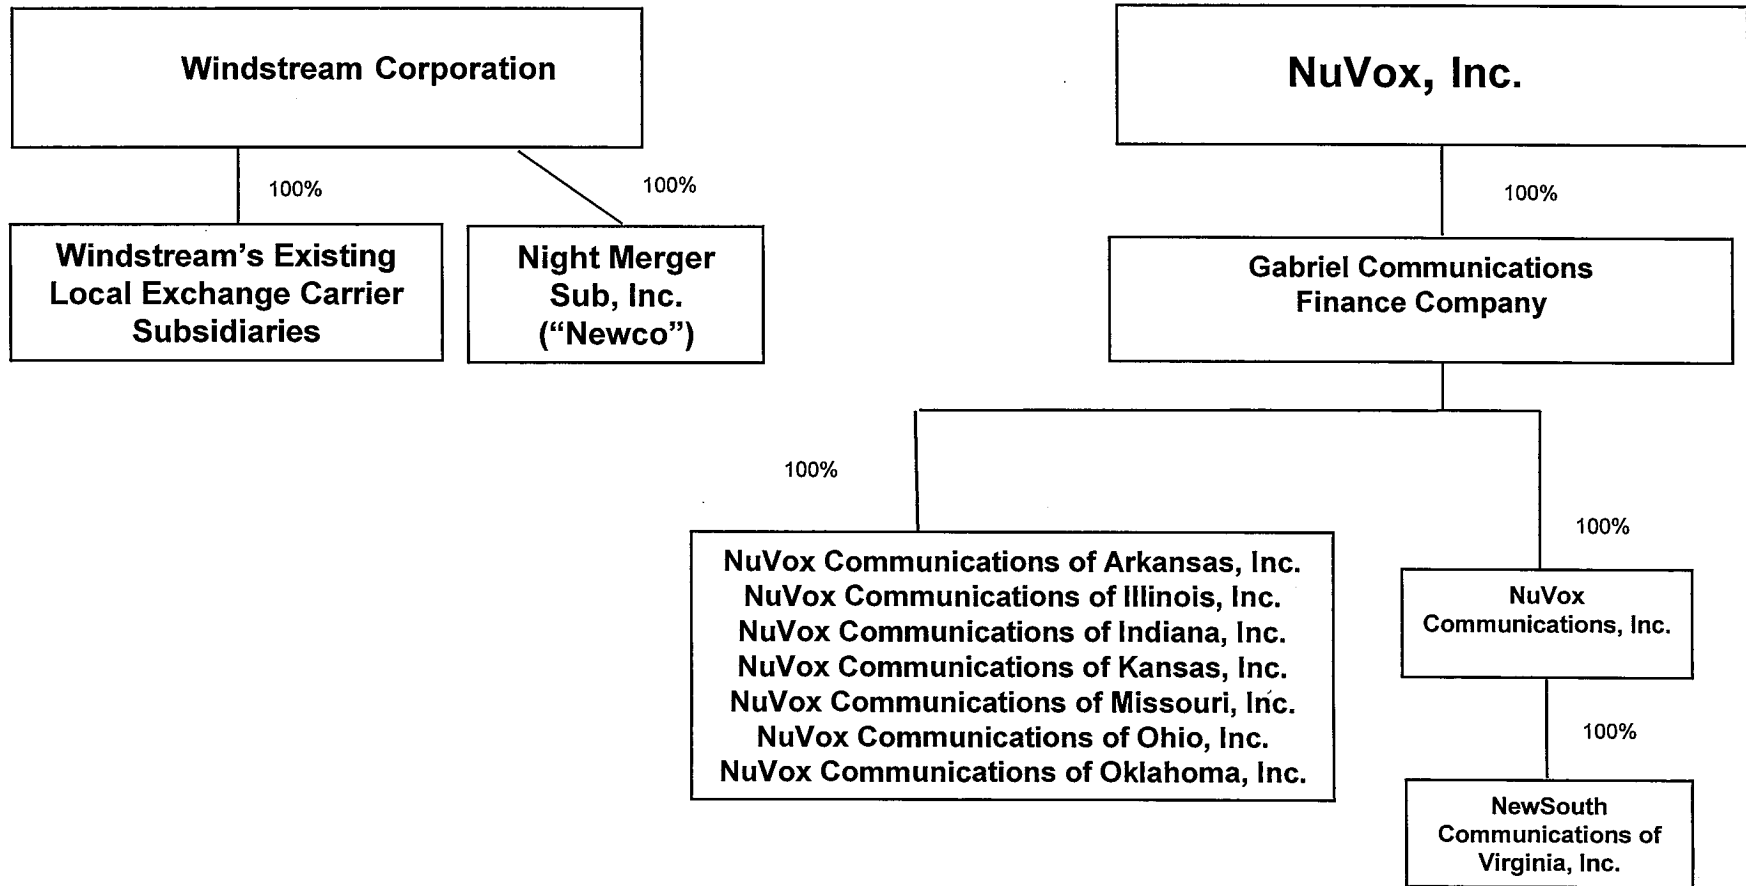 Windstream Corporation
NuVox, Inc.
100%
100%
100%
Windstream's Existing
Local Exchange Carrier
Subsidiaries
Night Merger
Sub, Inc.
(“Newco”)
Gabriel Communications
Finance Company
100%
100%
NuVox Communications of Arkansas, Inc.
NuVox Communications of Illinois, Inc.
NuVox Communications of Indiana, Inc.
NuVox Communications of Kansas, Inc.
NuVox Communications of Missouri, Inc.
NuVox Communications of Ohio, Inc.
NuVox Communications of Oklahoma, Inc.
NuVox
Communications, Inc.
100%
NewSouth
Communications of
Virginia, Inc.